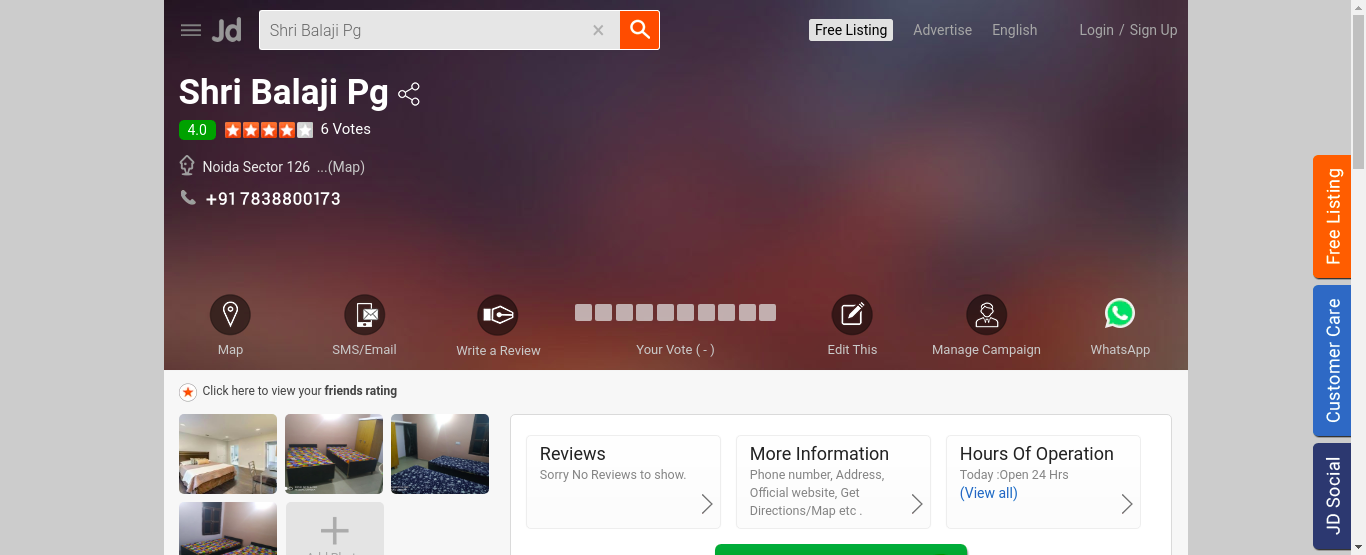 Jd
Shri Balaji Pg
Free Listing
Advertise
English
Login / Sign Up
Shri Balaji Pg
4.0
6 Votes
Noida Sector 126 ...(Map)
+91 7838800173
Map
SMS/Email
Write a Review
Your Vote ( - )
Edit This
Manage Campaign
WhatsApp
Click here to view your friends rating
Reviews
Sorry No Reviews to show.
More Information
Phone number, Address,
Official website, Get
Directions/Map etc .
Hours Of Operation
Today :Open 24 Hrs
(View all)
Free Listing
Customer Care
JD Social